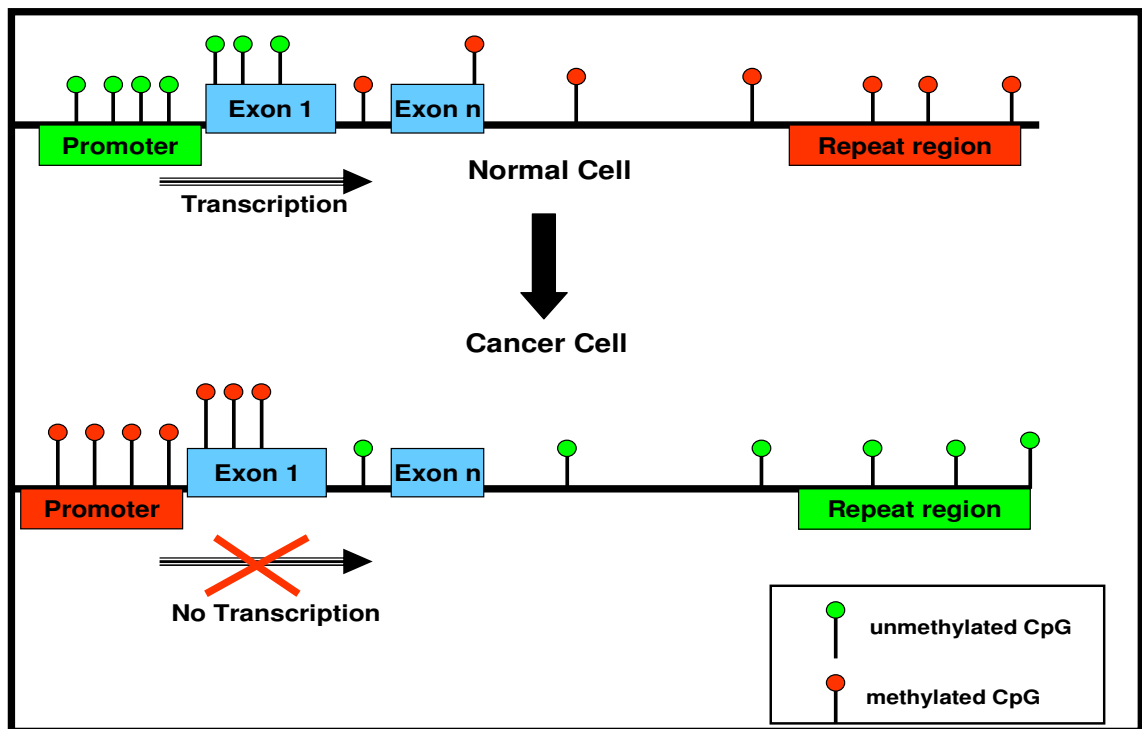 Exon 1
Exon n
Promoter
Repeat region
Normal Cell
Transcription
Cancer Cell
Exon 1
Exon n
Promoter
Repeat region
No Transcription
unmethylated CpG
methylated CpG